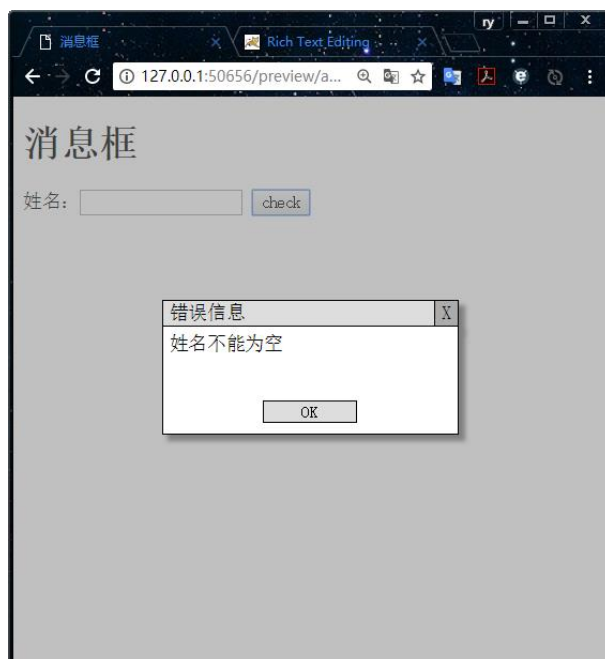 ry
消息框
Rich Text Editing
127.0.0.1:50656/preview/a...
消息框
姓名：
check
错误信息
X
姓名不能为空
OK